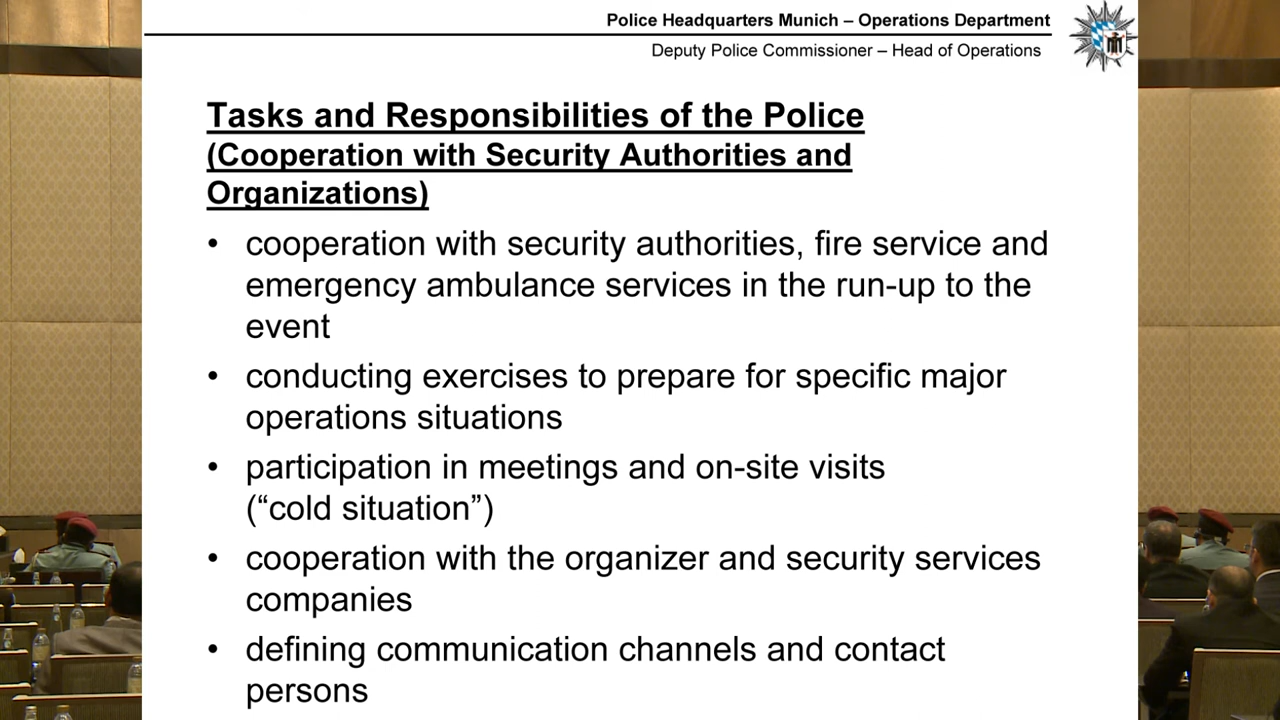 Police Headquarters Munich – Operations Department
Deputy Police Commissioner – Head of Operations
Tasks and Responsibilities of the Police
(Cooperation with Security Authorities and
Organizations)
• cooperation with security authorities, fire service and
emergency ambulance services in the run-up to the
event
• conducting exercises to prepare for specific major
operations situations
• participation in meetings and on-site visits
(“cold situation”)
• cooperation with the organizer and security services
companies
• defining communication channels and contact
persons